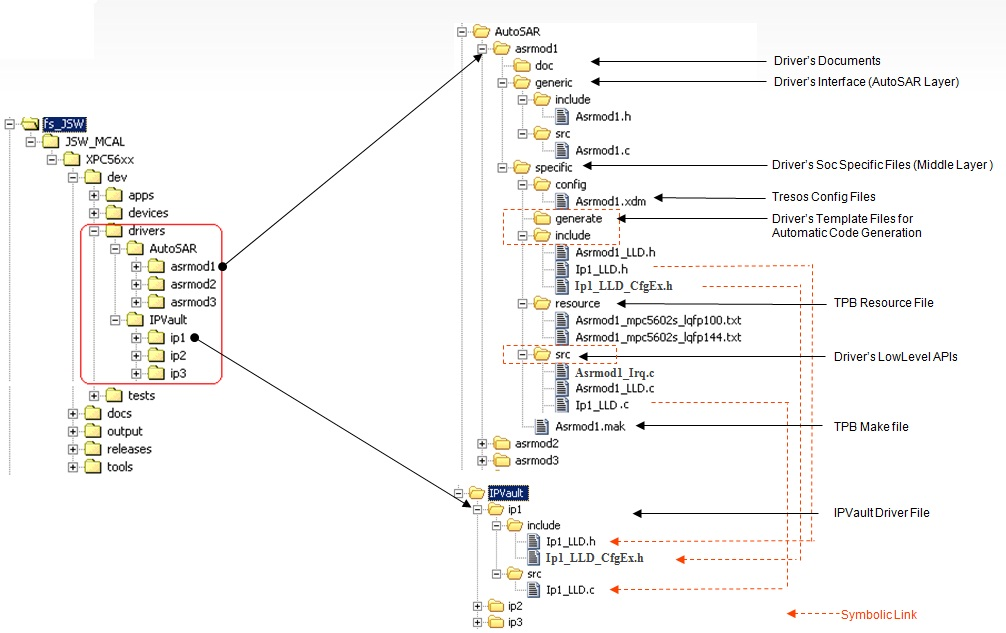 fs_JSW
JSW_MCAL
XPC56xx
dev
apps
devices
drivers
AutoSAR
asrmod1
asrmod2
asrmod3
IPVault
ip1
ip2
ip3
tests
docs
output
releases
tools
AutoSAR
asrmod1
doc
generic
include
Asrmod1.h
src
Asrmod1.c
specific
config
Asrmod1.xdm
generate
include
Asrmod1_LLD.h
Ip1_LLD.h
Ip1_LLD_CfgEx.h
resource
Asrmod1_mpc5602s_lqfp100.txt
Asrmod1_mpc5602s_lqfp144.txt
src
Asrmod1_Irq.c
Asrmod1_LLD.c
Ip1_LLD .c
Asrmod1.mak
asrmod2
asrmod3
Driver's Documents
Driver's Interface (AutoSAR Layer)
Driver's Soc Specific Files (Middle Layer )
Tresos Config Files
Driver's Template Files for
Automatic Code Generation
TPB Resource File
Driver's LowLevel APIs
TPB Make file
IPVault
ip1
include
Ip1_LLD.h
Ip1_LLD_CfgEx.h
src
Ip1_LLD.c
ip2
ip3
IPVault Driver File
Symbolic Link